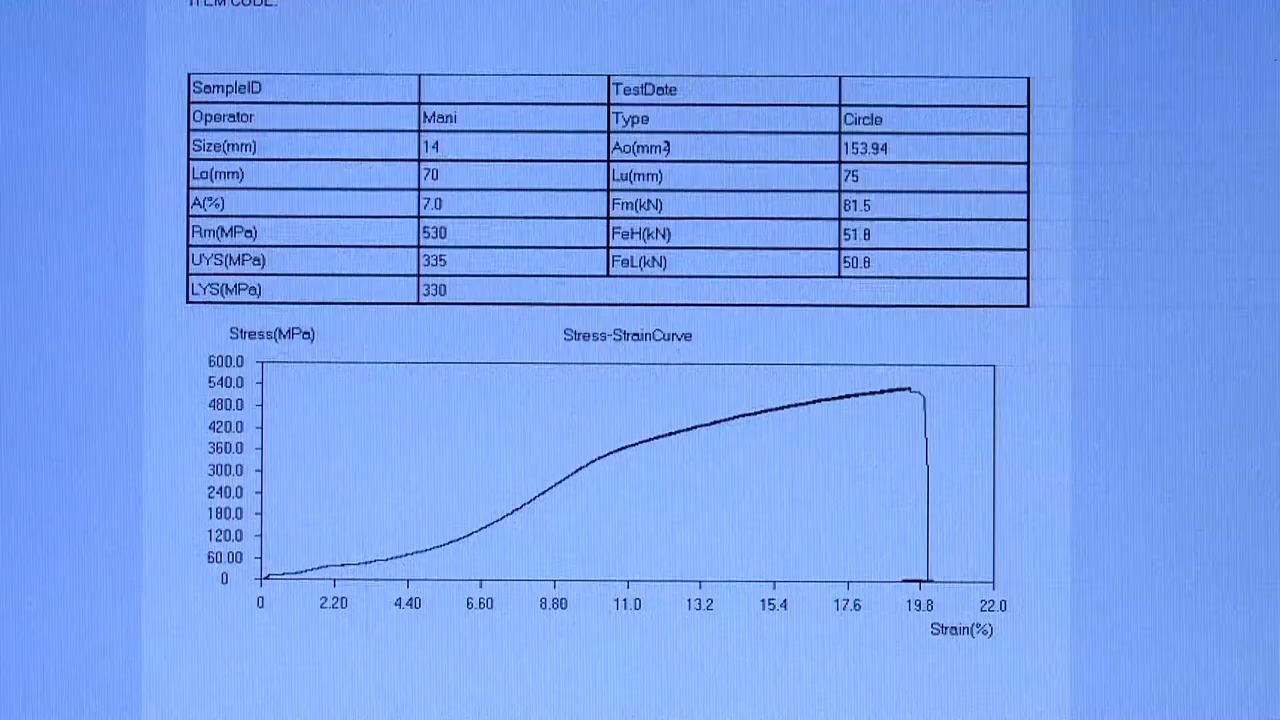 ITEM CODE:
SampleID TestDate
Operator Mani Type Circle
Size(mm) 14 Ao(mm²) 153.94
Lo(mm) 70 Lu(mm) 75
A(%) 7.0 Fm(kN) 81.5
Rm(MPa) 530 FeH(kN) 51.8
UYS(MPa) 335 FeL(kN) 50.8
LYS(MPa) 330
Stress(MPa) Stress-StrainCurve
600.0
540.0
480.0
420.0
360.0
300.0
240.0
180.0
120.0
60.00
0
0 2.20 4.40 6.60 8.80 11.0 13.2 15.4 17.6 19.8 22.0
Strain(%)